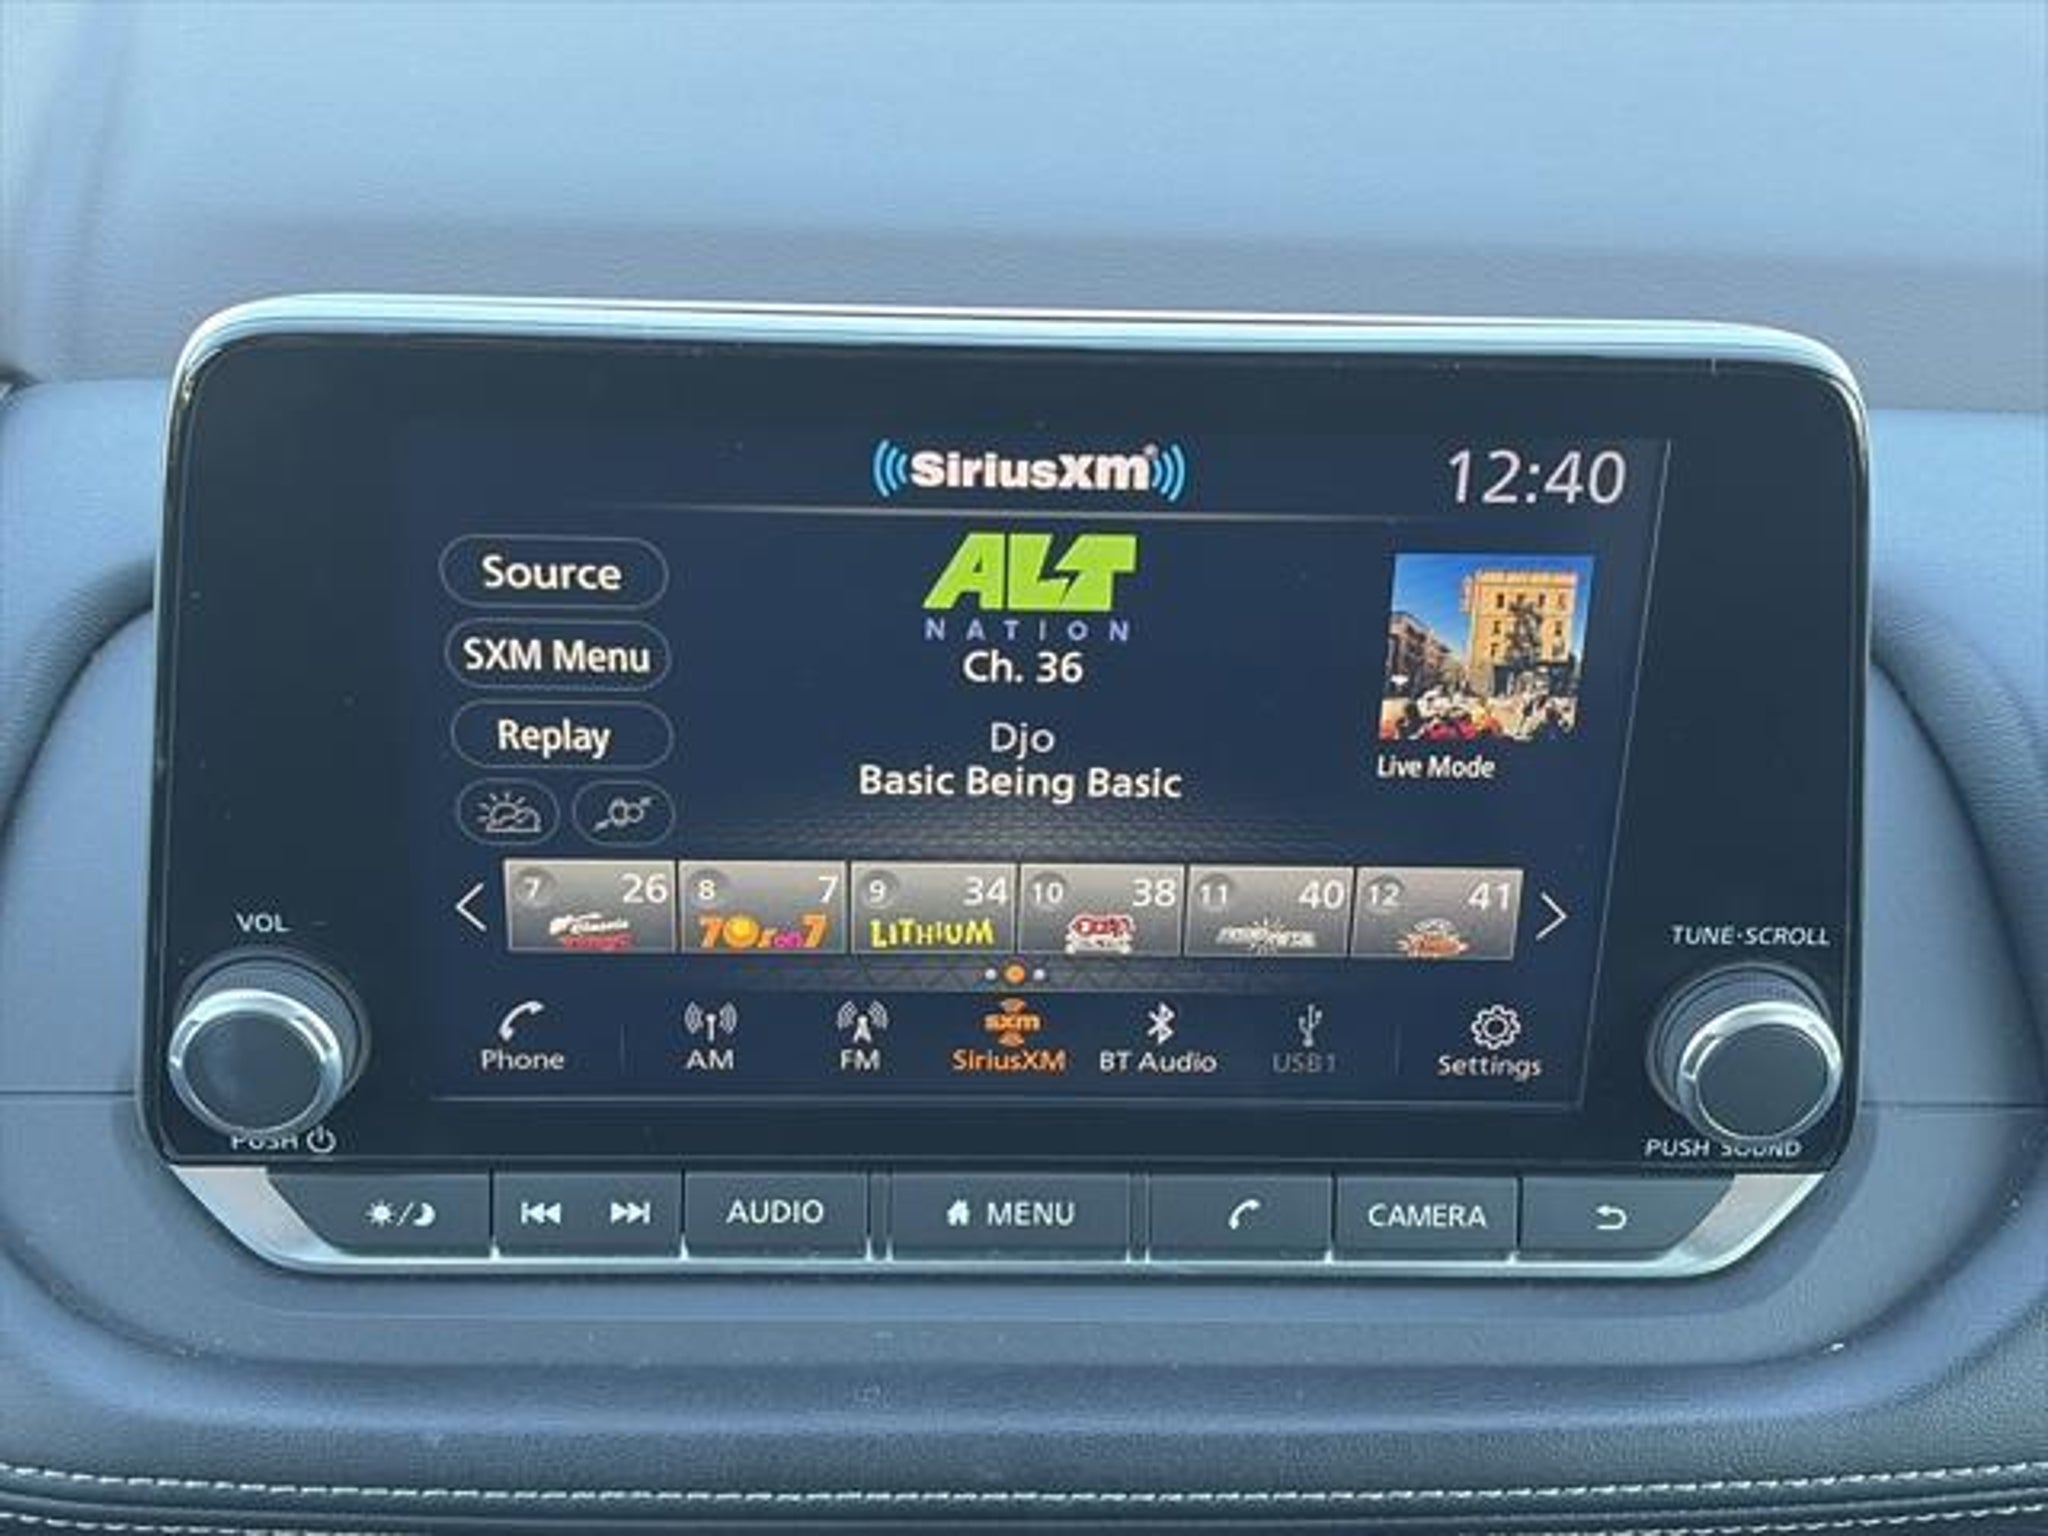 SiriusXM
12:40
Source
SXM Menu
Replay
ALT
NATION
Ch. 36
Djo
Basic Being Basic
Live Mode
7 26
8 7
70s on 7
9 34
LITHIUM
10 38
11 40
12 41
VOL
PUSH
TUNE·SCROLL
PUSH SOUND
Phone
AM
FM
sxm
SiriusXM
BT Audio
USB1
Settings
AUDIO
MENU
CAMERA